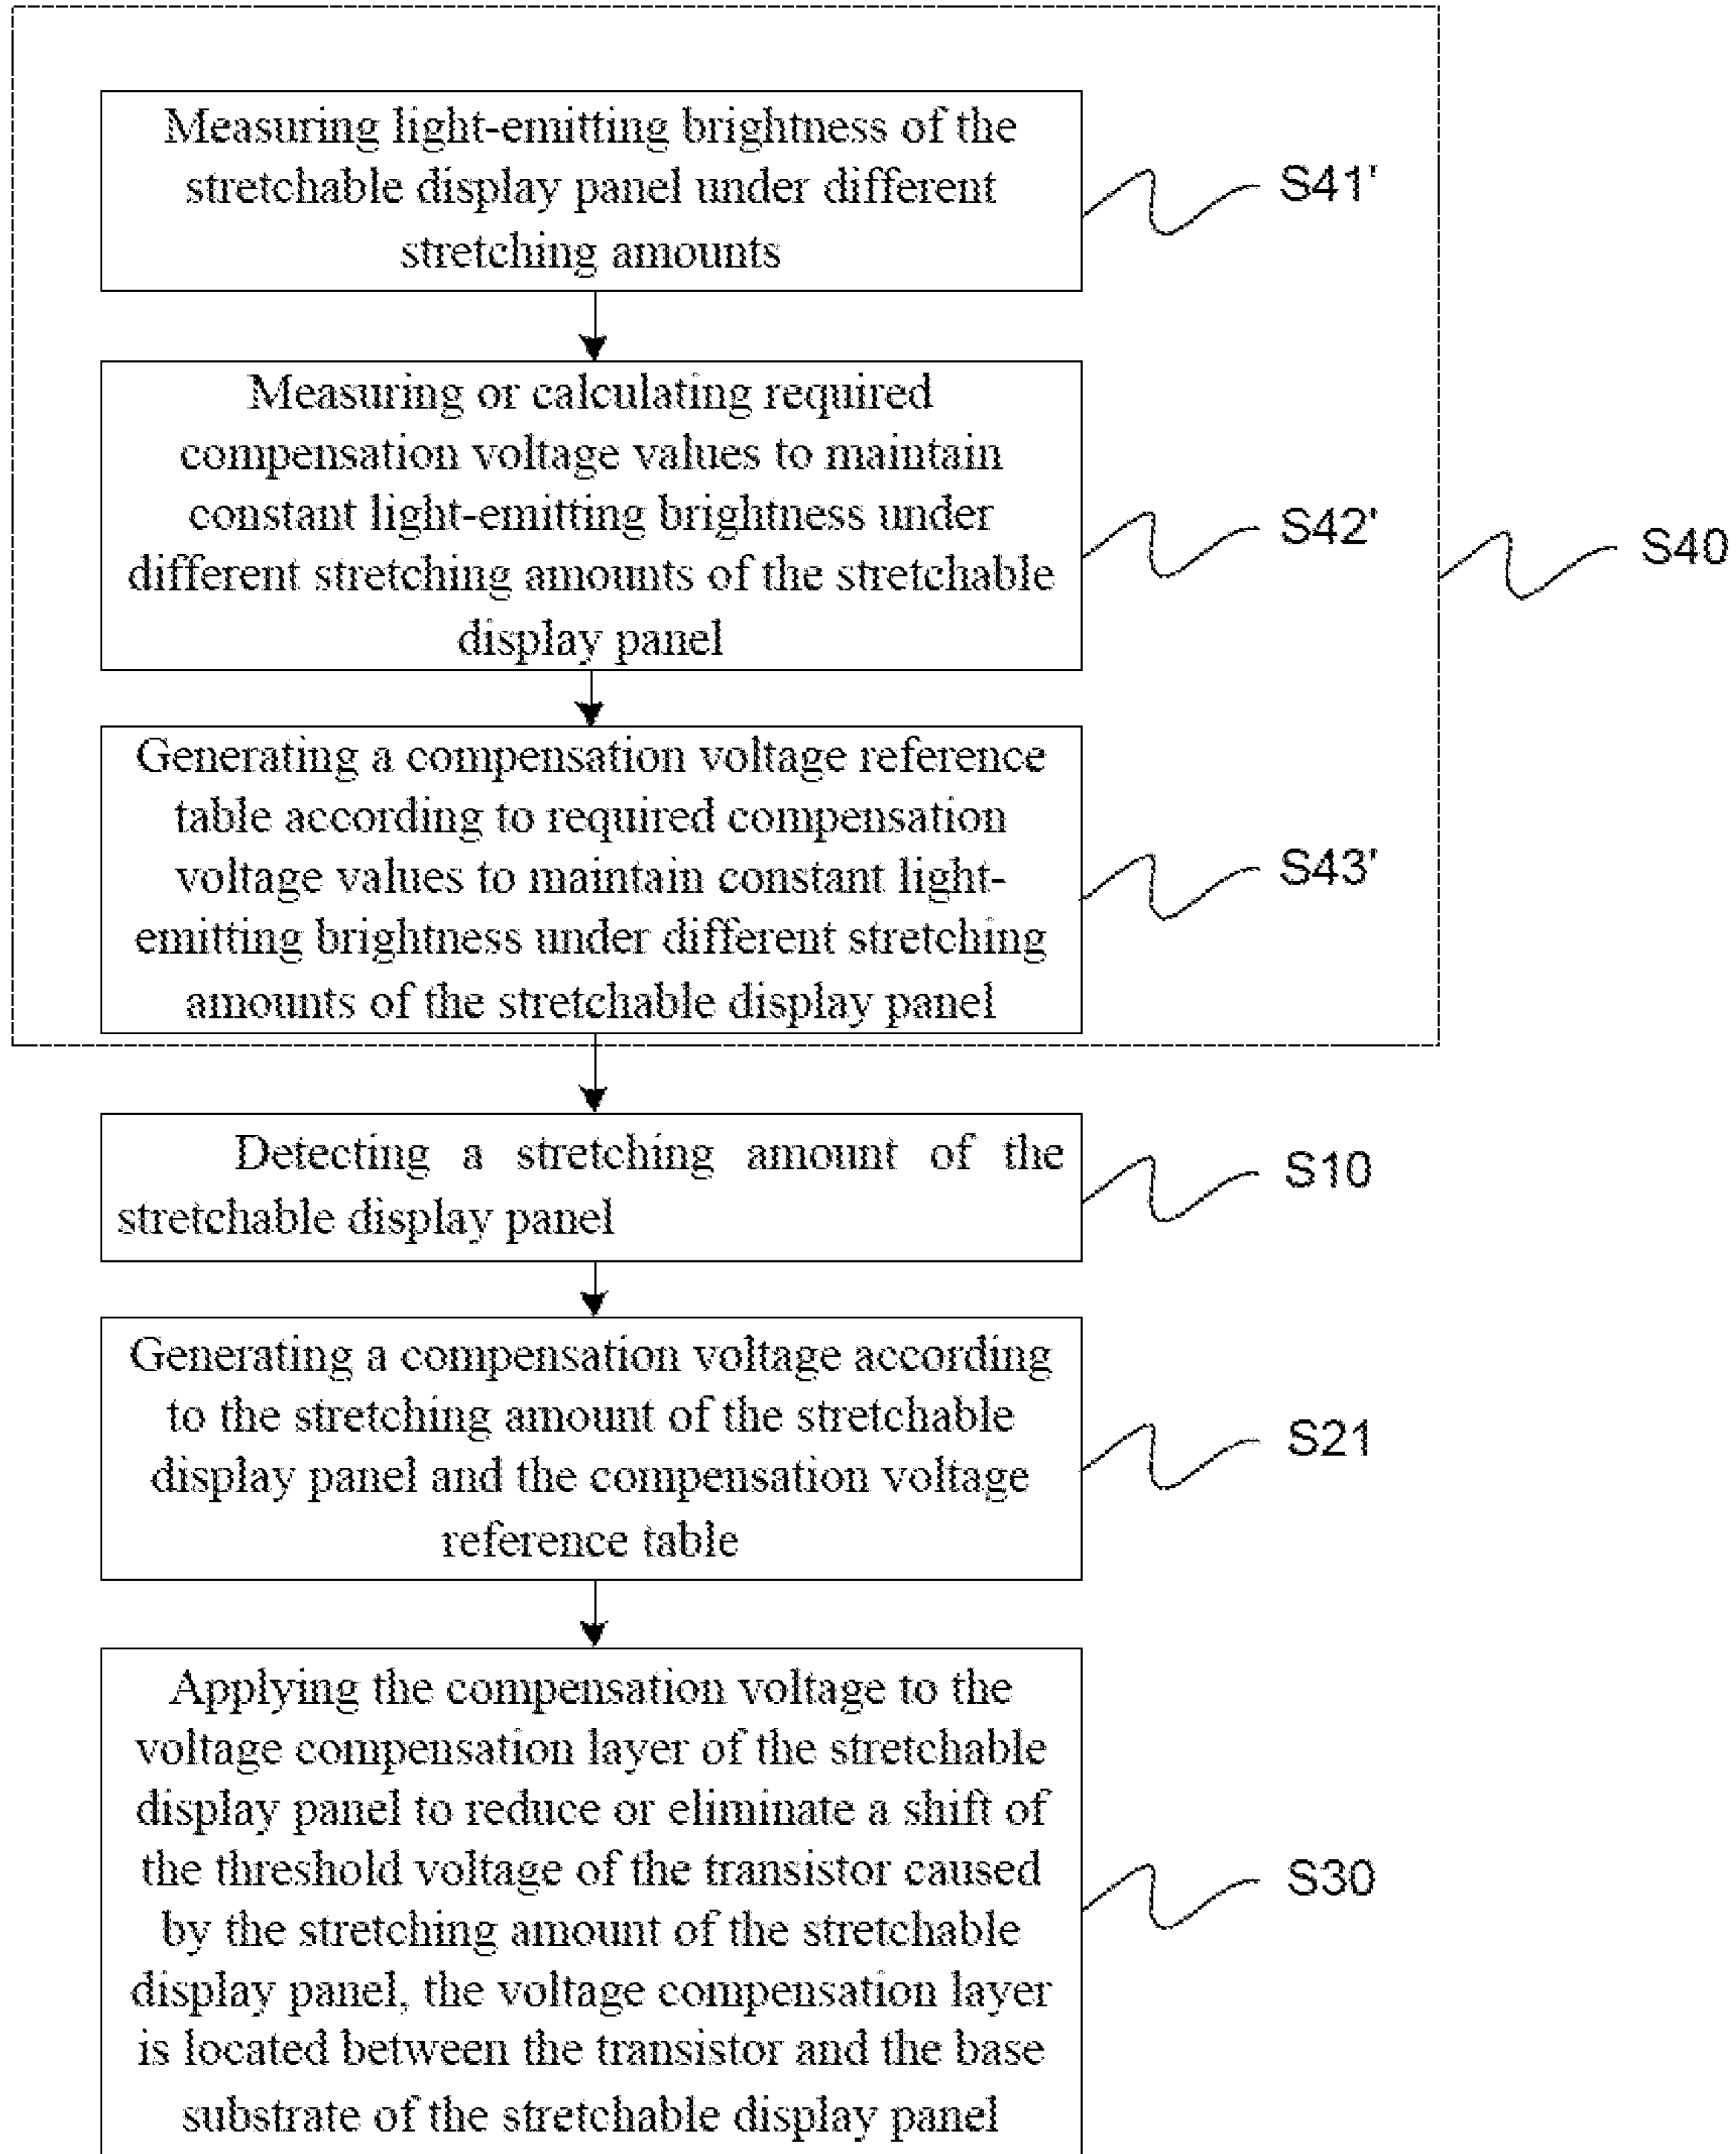 Measuring light-emitting brightness of the
stretchable display panel under different
stretching amounts
S41'
Measuring or calculating required
compensation voltage values to maintain
constant light-emitting brightness under
different stretching amounts of the stretchable
display panel
S42'
S40
Generating a compensation voltage reference
table according to required compensation
voltage values to maintain constant light-
emitting brightness under different stretching
amounts of the stretchable display panel
S43'
Detecting a stretching amount of the
stretchable display panel
S10
Generating a compensation voltage according
to the stretching amount of the stretchable
display panel and the compensation voltage
reference table
S21
Applying the compensation voltage to the
voltage compensation layer of the stretchable
display panel to reduce or eliminate a shift of
the threshold voltage of the transistor caused
by the stretching amount of the stretchable
display panel, the voltage compensation layer
is located between the transistor and the base
substrate of the stretchable display panel
S30